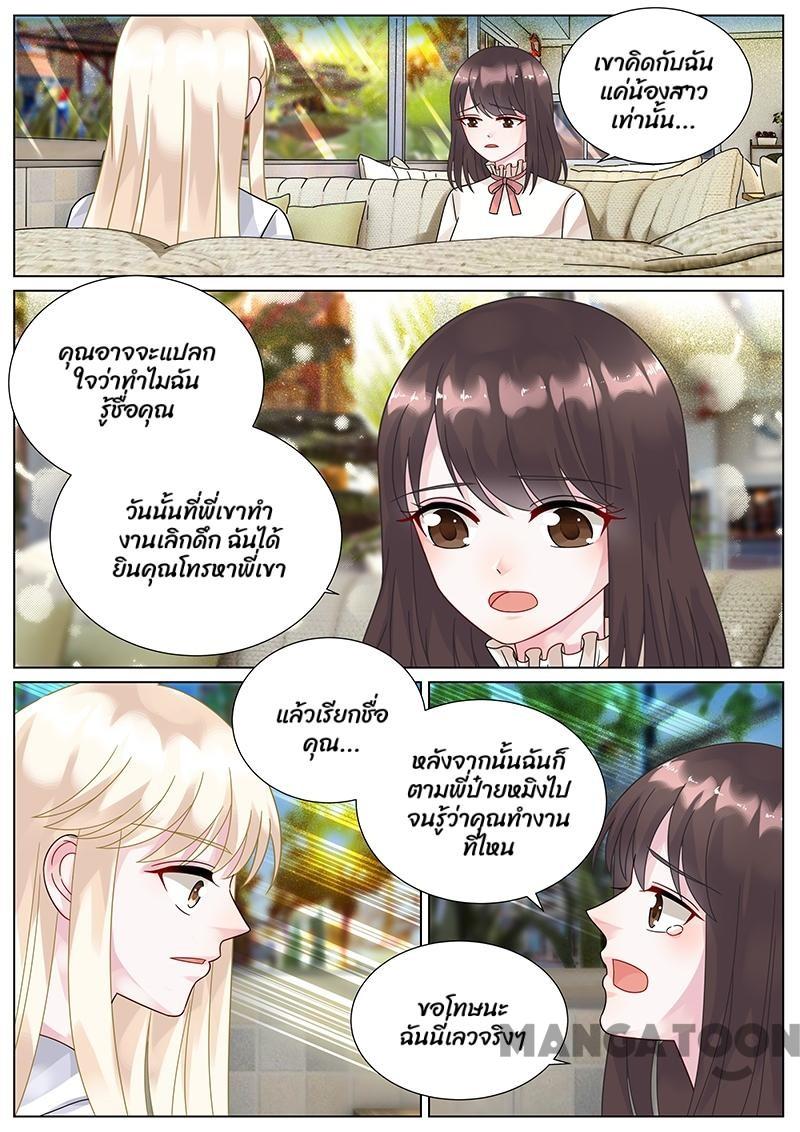 เขาคิดกับฉัน
แค่น้องสาว
เท่านั้น...
คุณอาจจะแปลก
ใจว่าทำไมฉัน
รู้ชื่อคุณ
วันนั้นที่พี่เขาทำ
งานเลิกดึก ฉันได้
ยินคุณโทรหาพี่เขา
แล้วเรียกชื่อ
คุณ...
หลังจากนั้นฉันก็
ตามพี่ป๋ายหมิงไป
จนรู้ว่าคุณทำงาน
ที่ไหน
ขอโทษนะ
ฉันนี่เลวจริงๆ
MANGATOON